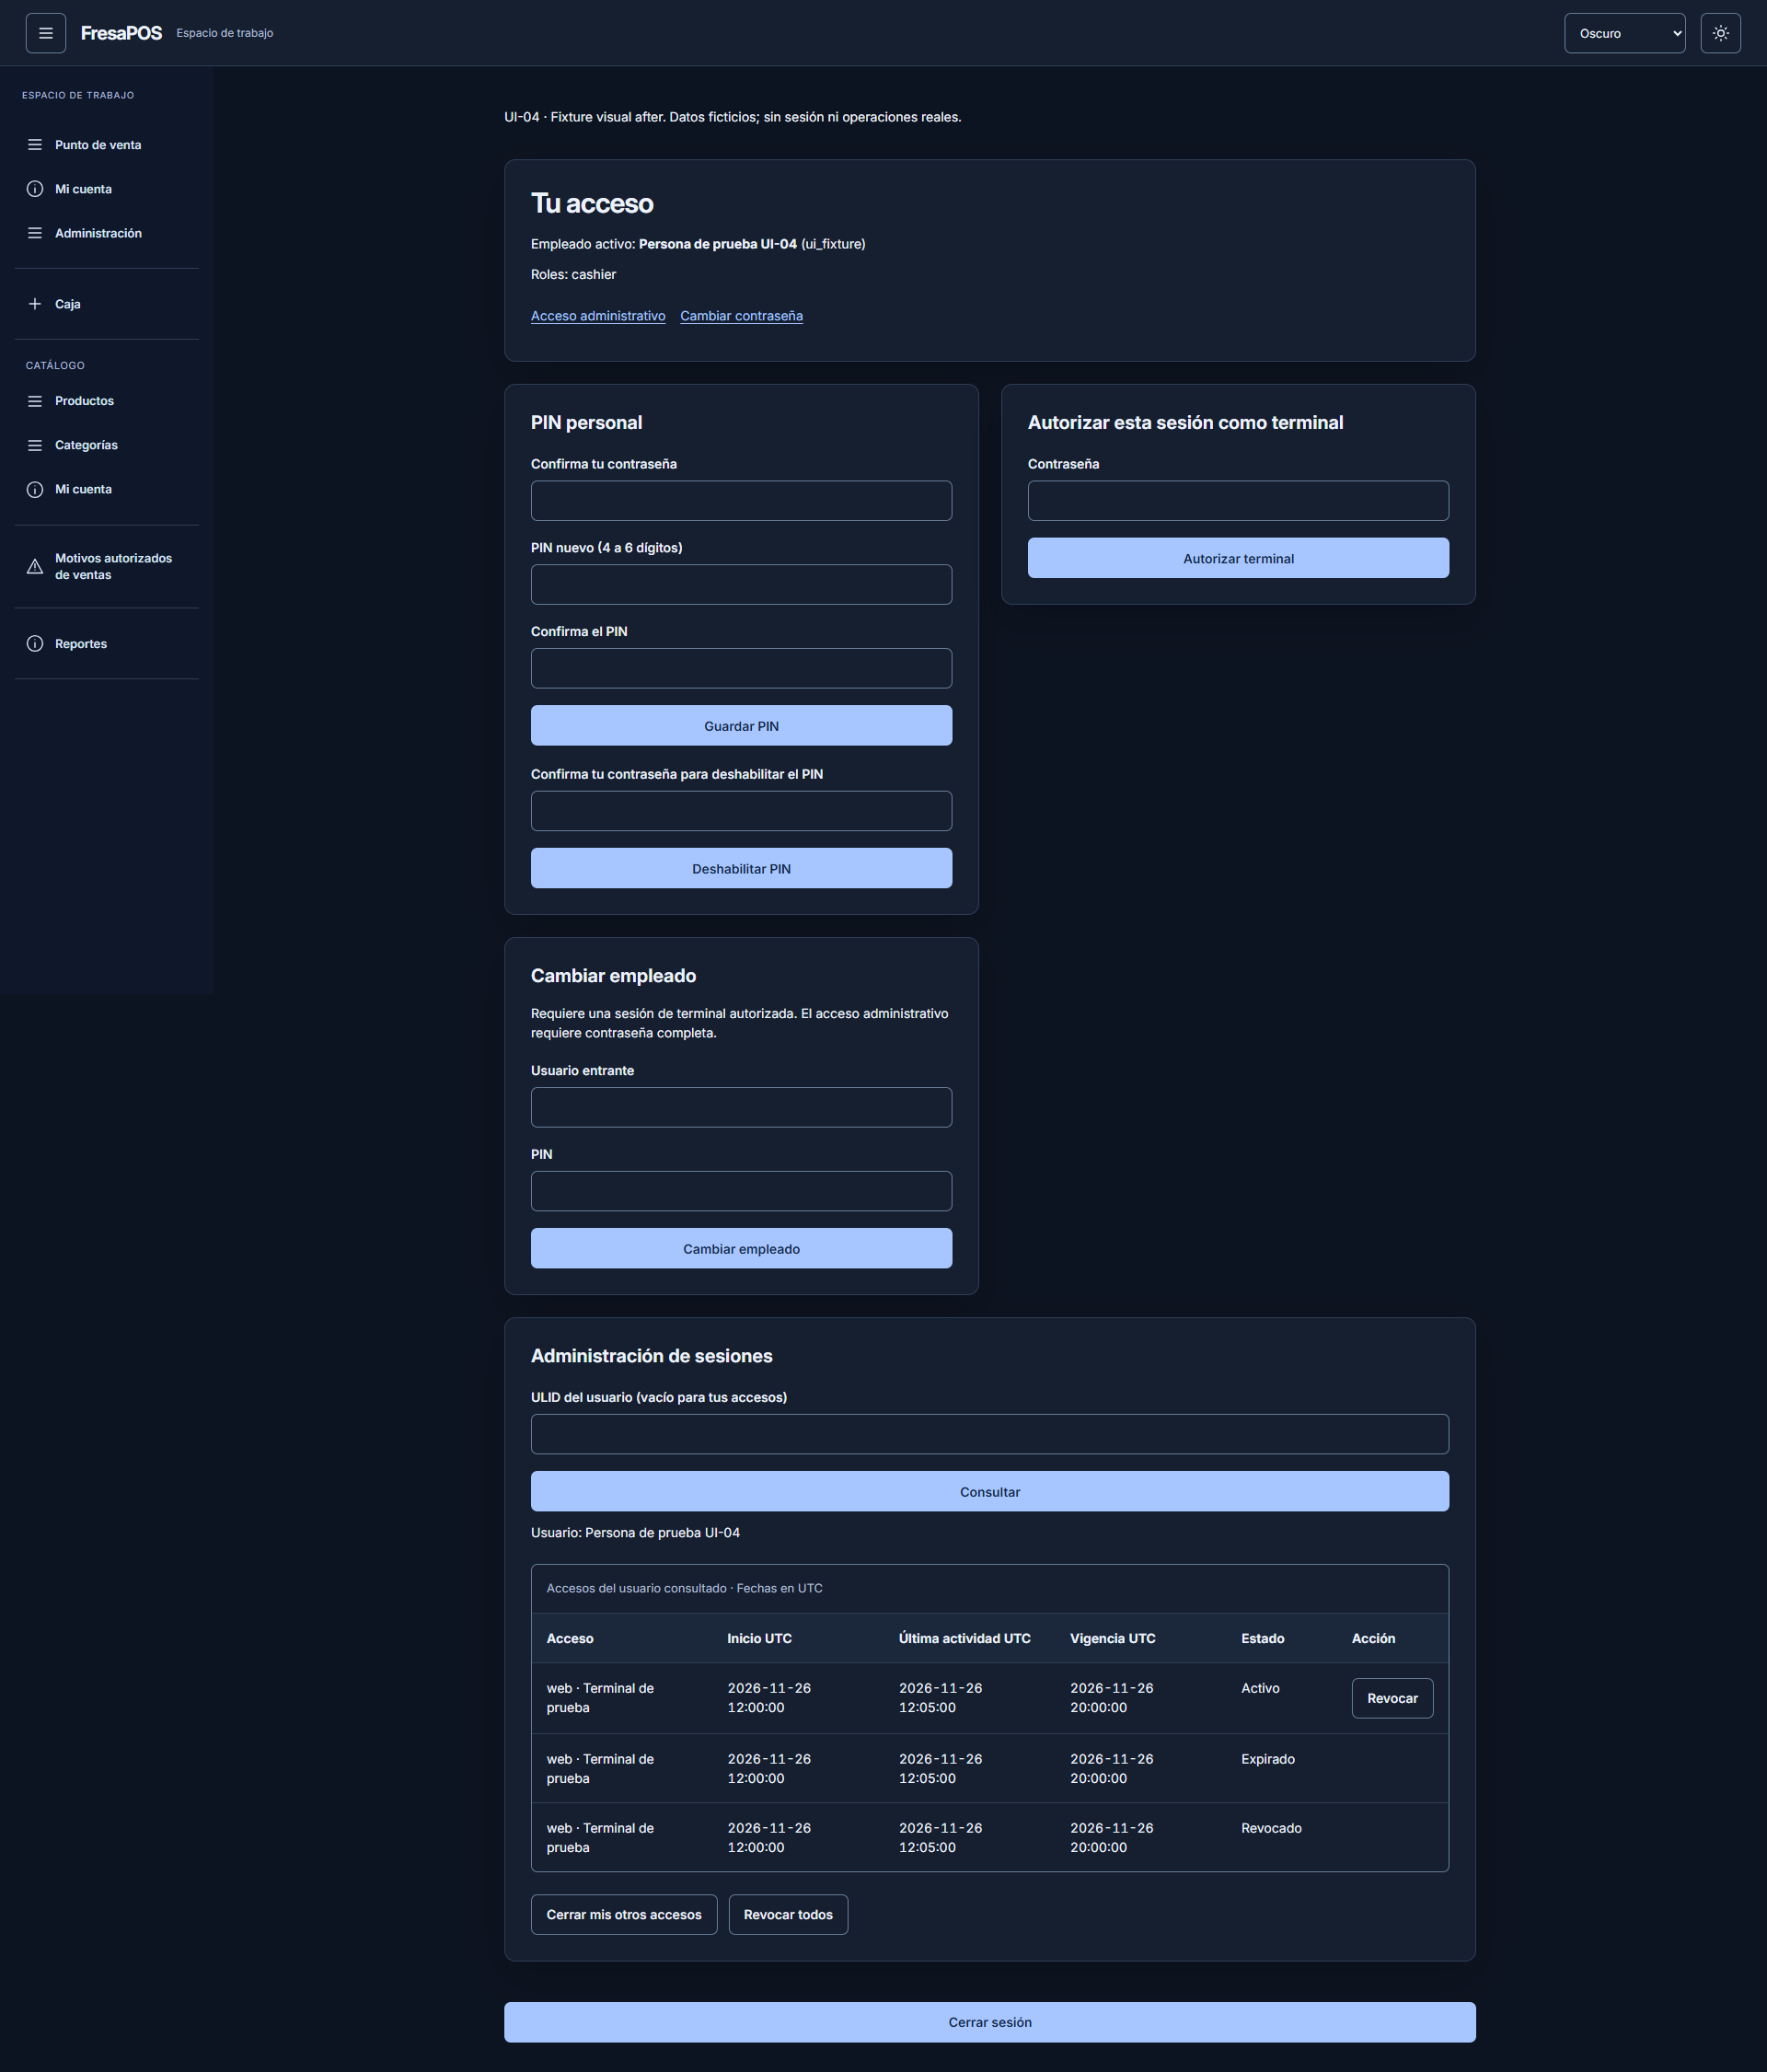 FresaPOS Espacio de trabajo
Oscuro
ESPACIO DE TRABAJO
Punto de venta
Mi cuenta
Administración
Caja
CATÁLOGO
Productos
Categorías
Mi cuenta
Motivos autorizados
de ventas
Reportes
UI-04 · Fixture visual after. Datos ficticios; sin sesión ni operaciones reales.
Tu acceso
Empleado activo: Persona de prueba UI-04 (ui_fixture)
Roles: cashier
Acceso administrativo Cambiar contraseña
PIN personal
Confirma tu contraseña
PIN nuevo (4 a 6 dígitos)
Confirma el PIN
Guardar PIN
Confirma tu contraseña para deshabilitar el PIN
Deshabilitar PIN
Autorizar esta sesión como terminal
Contraseña
Autorizar terminal
Cambiar empleado
Requiere una sesión de terminal autorizada. El acceso administrativo
requiere contraseña completa.
Usuario entrante
PIN
Cambiar empleado
Administración de sesiones
ULID del usuario (vacío para tus accesos)
Consultar
Usuario: Persona de prueba UI-04
Accesos del usuario consultado · Fechas en UTC
Acceso Inicio UTC Última actividad UTC Vigencia UTC Estado Acción
web · Terminal de 2026-11-26 2026-11-26 2026-11-26 Activo Revocar
prueba 12:00:00 12:05:00 20:00:00
web · Terminal de 2026-11-26 2026-11-26 2026-11-26 Expirado
prueba 12:00:00 12:05:00 20:00:00
web · Terminal de 2026-11-26 2026-11-26 2026-11-26 Revocado
prueba 12:00:00 12:05:00 20:00:00
Cerrar mis otros accesos Revocar todos
Cerrar sesión